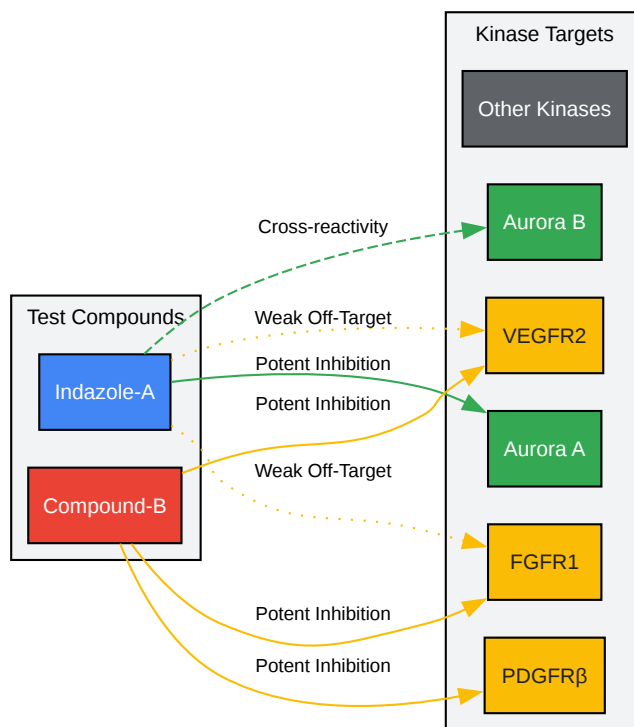 Kinase Targets
Other Kinases
Aurora B
Cross-reactivity
Test Compounds
Weak Off-Target
VEGFR2
Indazole-A
Potent Inhibition
Potent Inhibition
Aurora A
Weak Off-Target
Compound-B
FGFR1
Potent Inhibition
Potent Inhibition
PDGFRβ